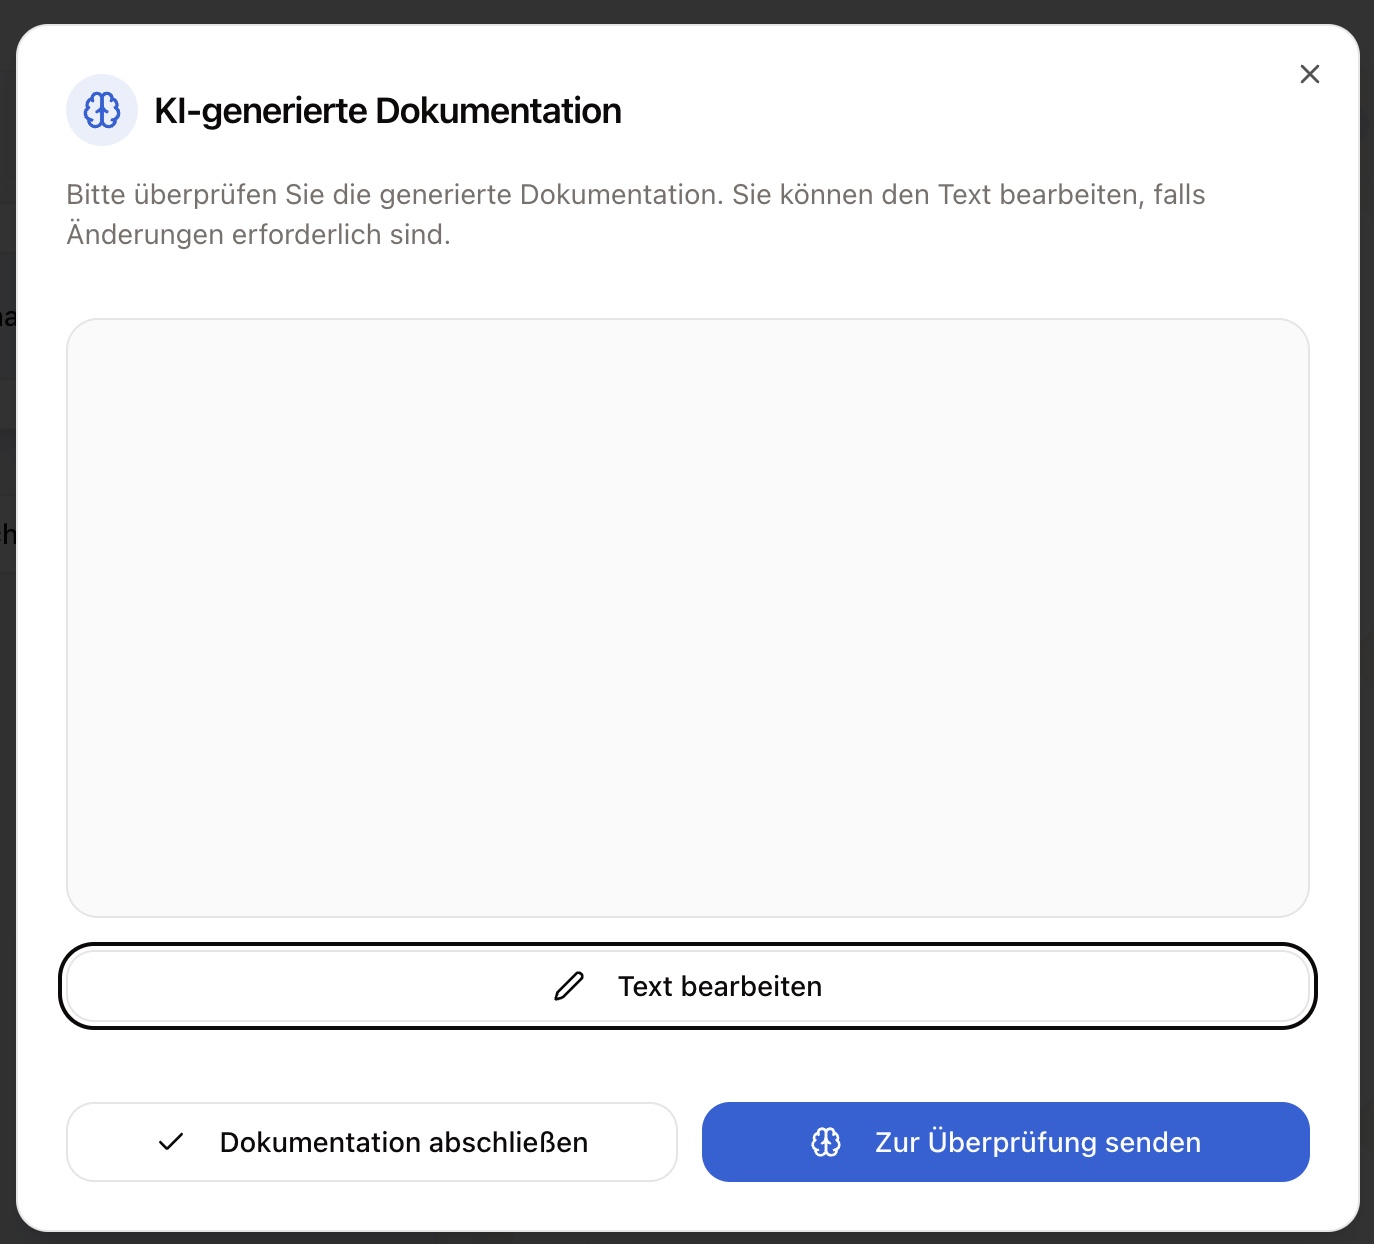 KI-generierte Dokumentation
Bitte überprüfen Sie die generierte Dokumentation. Sie können den Text bearbeiten, falls
Änderungen erforderlich sind.
Text bearbeiten
Dokumentation abschließen
Zur Überprüfung senden